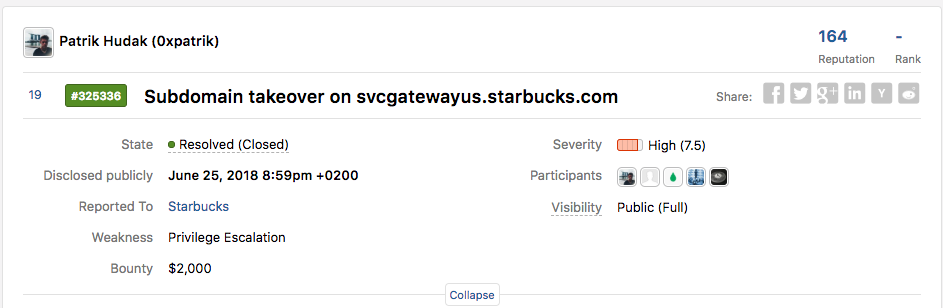 Patrik Hudak (0xpatrik)
164 -
Reputation Rank
19 #325336 Subdomain takeover on svcgatewayus.starbucks.com Share: f g+ in Y
State Resolved (Closed) Severity High (7.5)
Disclosed publicly June 25, 2018 8:59pm +0200 Participants
Reported To Starbucks Visibility Public (Full)
Weakness Privilege Escalation
Bounty $2,000
Collapse